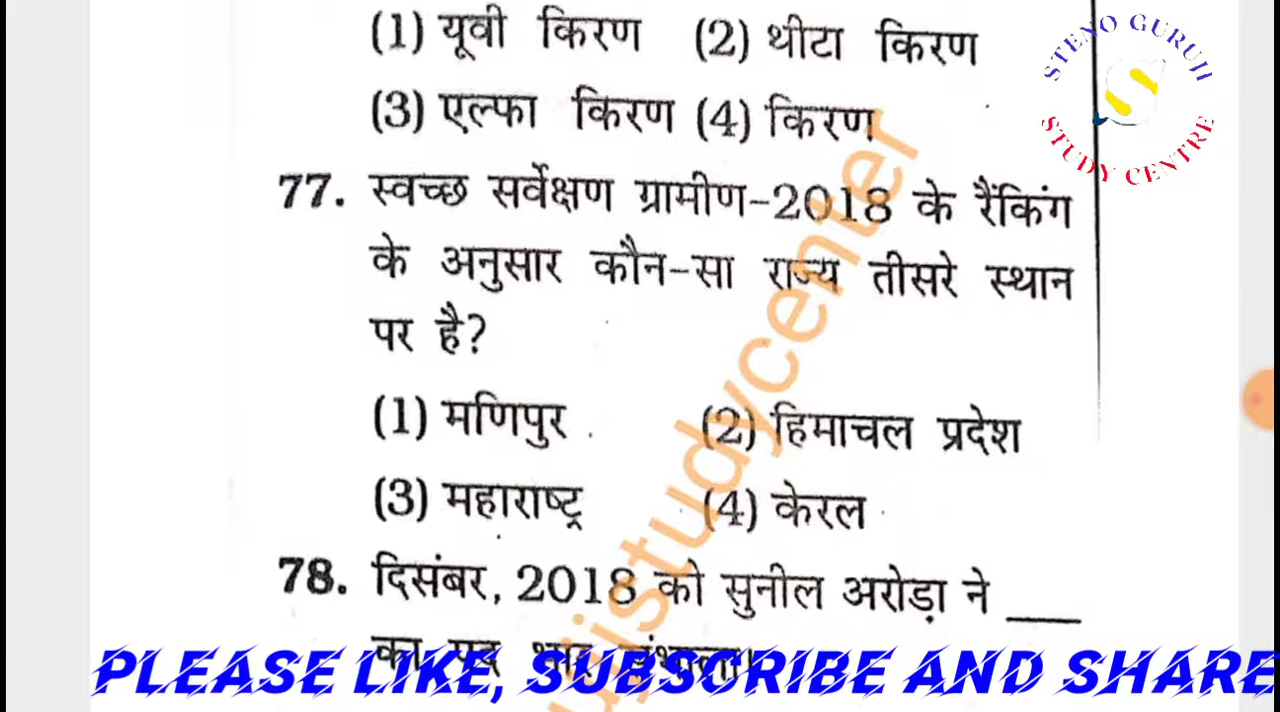 (1) यूवी किरण (2) थीटा किरण
(3) एल्फा किरण (4) किरण
77. स्वच्छ सर्वेक्षण ग्रामीण-2018 के रैंकिंग
के अनुसार कौन-सा राज्य तीसरे स्थान
पर है?
(1) मणिपुर (2) हिमाचल प्रदेश
(3) महाराष्ट्र (4) केरल
78. दिसंबर, 2018 को सुनील अरोड़ा ने ___
का पद
PLEASE LIKE, SUBSCRIBE AND SHARE
STENO GURUJI
S
STUDY CENTRE
jistudycenter